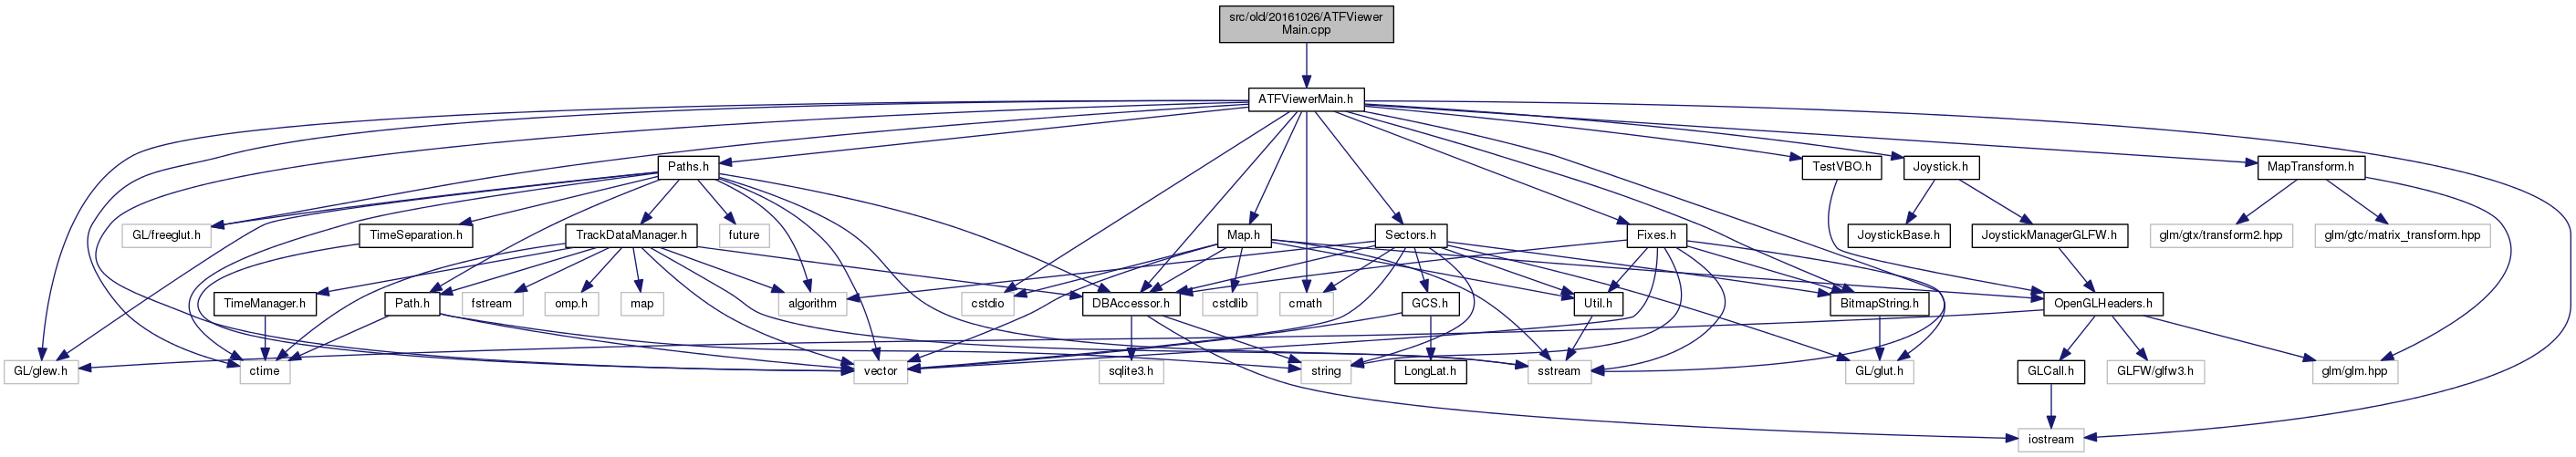 src/old/20161026/ATFViewer
Main.cpp
ATFViewerMain.h
Paths.h
TestVBO.h
Joystick.h
MapTransform.h
GL/freeglut.h
TimeSeparation.h
TrackDataManager.h
future
Map.h
Sectors.h
Fixes.h
JoystickBase.h
JoystickManagerGLFW.h
glm/gtx/transform2.hpp
glm/gtc/matrix_transform.hpp
TimeManager.h
Path.h
fstream
omp.h
map
algorithm
cstdio
DBAccessor.h
cstdlib
cmath
GCS.h
Util.h
BitmapString.h
OpenGLHeaders.h
GL/glew.h
ctime
vector
sqlite3.h
string
LongLat.h
sstream
GL/glut.h
GLCall.h
GLFW/glfw3.h
glm/glm.hpp
iostream